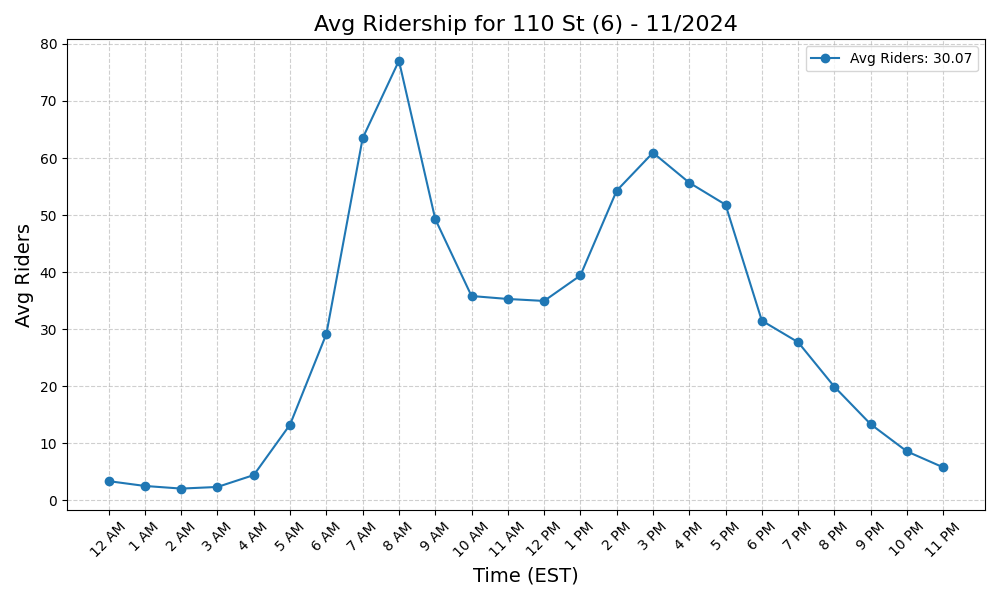 Avg Ridership for 110 St (6) - 11/2024
Avg Riders: 30.07
Avg Riders
80
70
60
50
40
30
20
10
0
12 AM
1 AM
2 AM
3 AM
4 AM
5 AM
6 AM
7 AM
8 AM
9 AM
10 AM
11 AM
12 PM
1 PM
2 PM
3 PM
4 PM
5 PM
6 PM
7 PM
8 PM
9 PM
10 PM
11 PM
Time (EST)